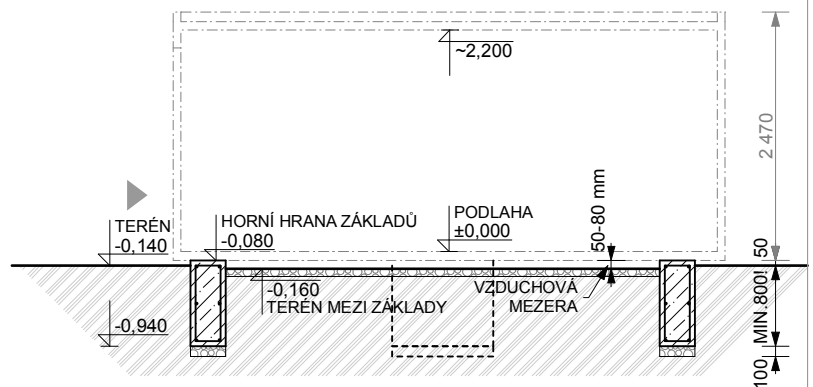 ~2,200
2 470
TERÉN
-0,140
HORNÍ HRANA ZÁKLADŮ
-0,080
PODLAHA
±0,000
50-80 mm
50
-0,160
TERÉN MEZI ZÁKLADY
VZDUCHOVÁ
MEZERA
MIN.800!
-0,940
100